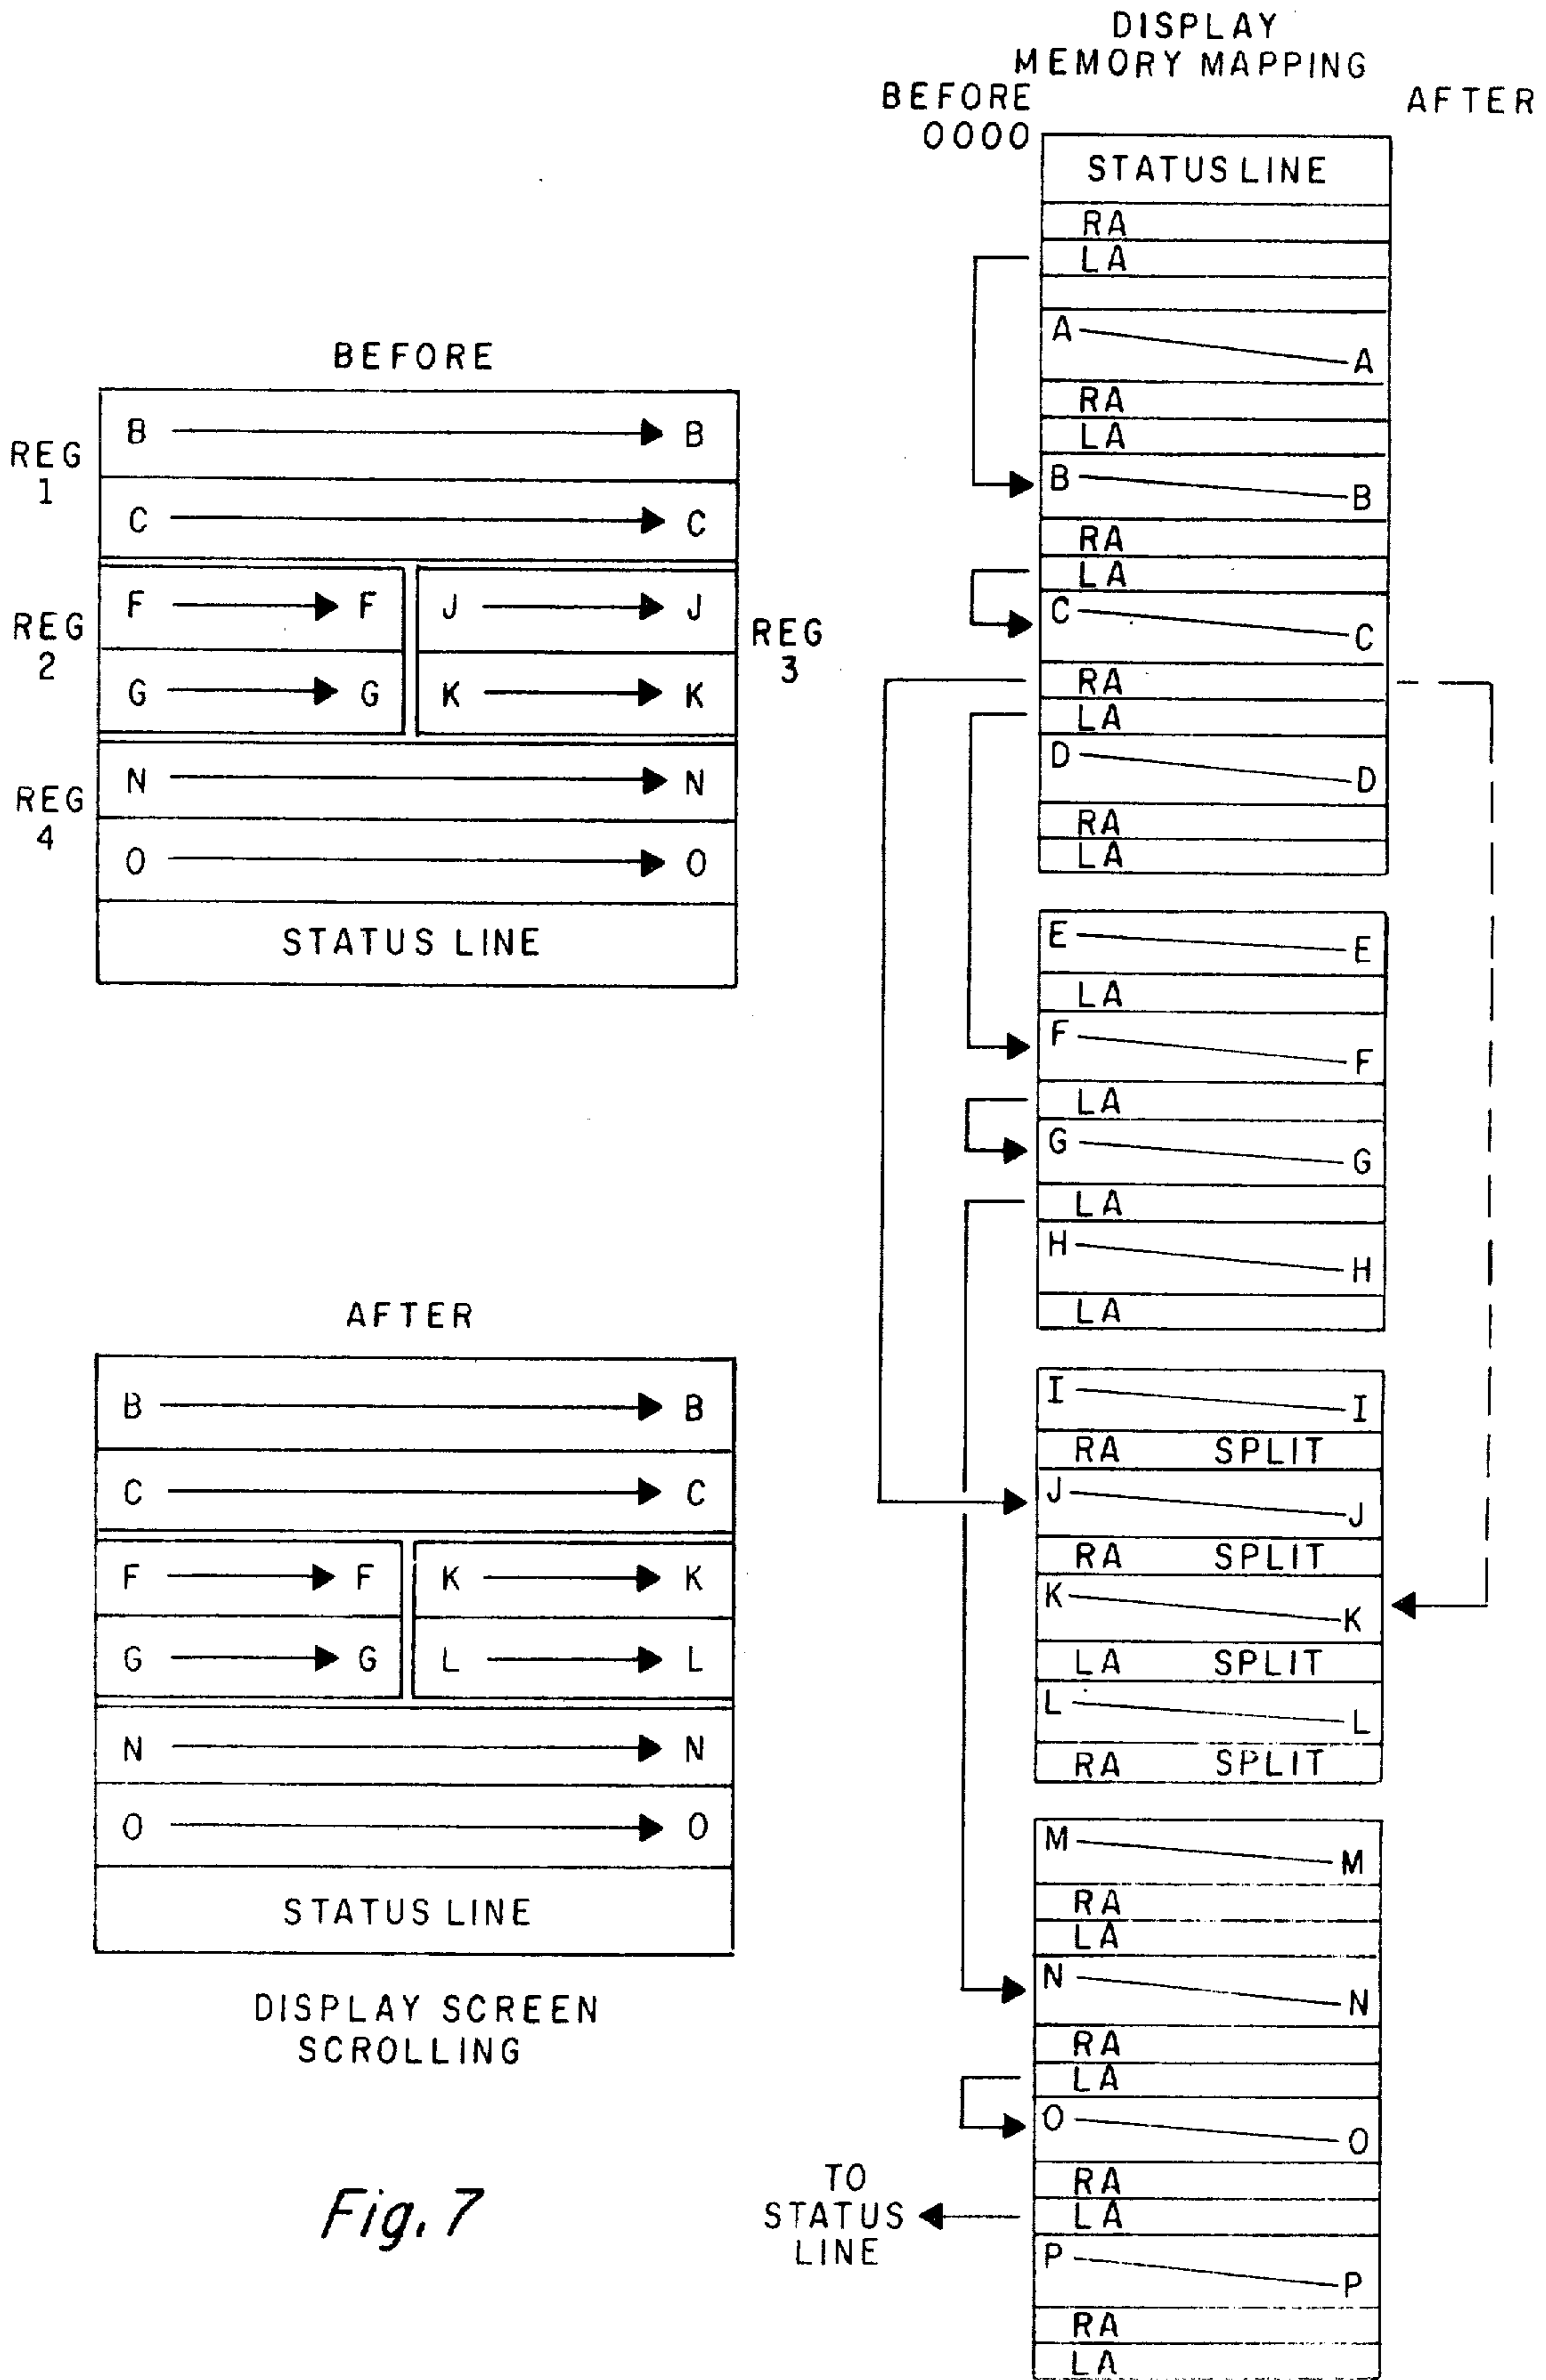 BEFORE
REG
1
B B
C C
REG
2
F F J J
G G K K
REG
3
REG
4
N N
O O
STATUS LINE
AFTER
B B
C C
F F K K
G G L L
N N
O O
STATUS LINE
DISPLAY SCREEN
SCROLLING
Fig. 7
DISPLAY
MEMORY MAPPING
BEFORE AFTER
0000
STATUS LINE
RA
LA
A A
RA
LA
B B
RA
LA
C C
RA
LA
D D
RA
LA
E E
LA
F F
LA
G G
LA
H H
LA
I I
RA SPLIT
J J
RA SPLIT
K K
LA SPLIT
L L
RA SPLIT
M M
RA
LA
N N
RA
LA
O O
RA
LA
TO
STATUS
LINE
P P
RA
LA